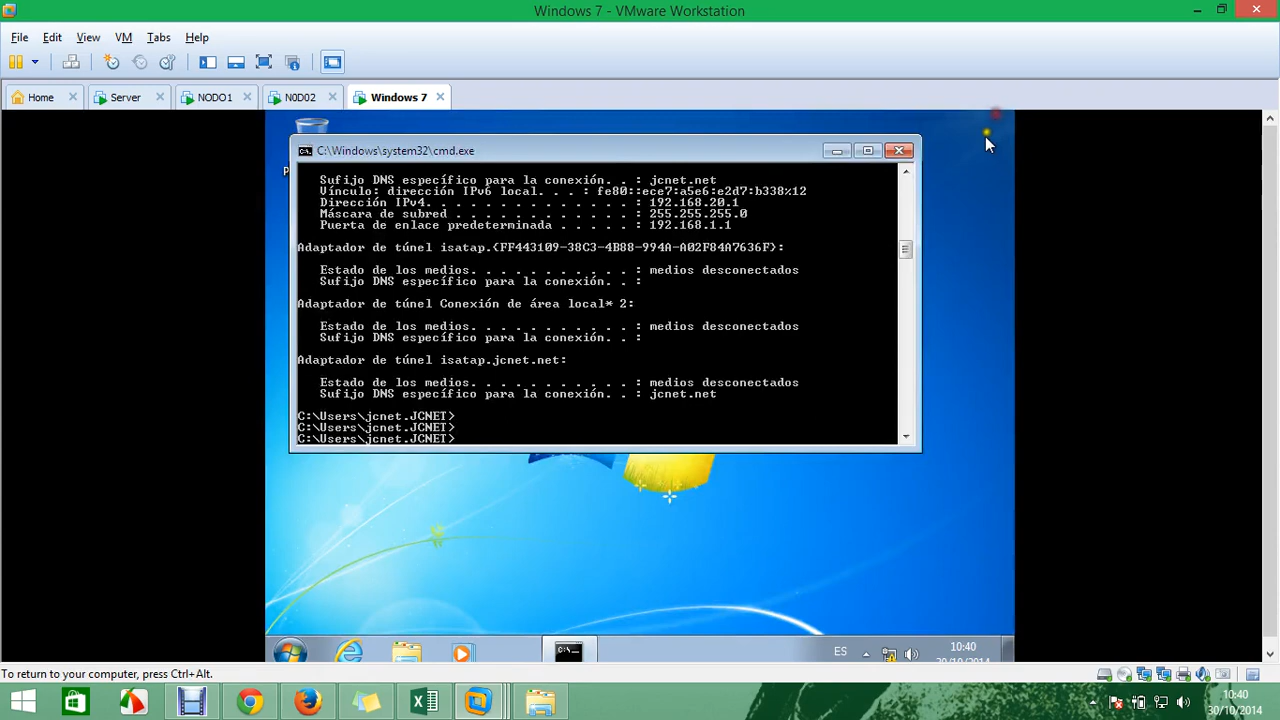 Windows 7 - VMware Workstation
File Edit View VM Tabs Help
Home Server NODO1 N0D02 Windows 7
C:\Windows\system32\cmd.exe
Sufijo DNS específico para la conexión. . : jcnet.net
Vínculo: dirección IPv6 local. . . : fe80::ece7:a5e6:e2d7:b338%12
Dirección IPv4. . . . . . . . . . . . . . : 192.168.20.1
Máscara de subred . . . . . . . . . . . . : 255.255.255.0
Puerta de enlace predeterminada . . . . . : 192.168.1.1
Adaptador de túnel isatap.{FF443109-38C3-4B88-994A-A02F84A7636F}:
Estado de los medios. . . . . . . . . . . : medios desconectados
Sufijo DNS específico para la conexión. . :
Adaptador de túnel Conexión de área local* 2:
Estado de los medios. . . . . . . . . . . : medios desconectados
Sufijo DNS específico para la conexión. . :
Adaptador de túnel isatap.jcnet.net:
Estado de los medios. . . . . . . . . . . : medios desconectados
Sufijo DNS específico para la conexión. . : jcnet.net
C:\Users\jcnet.JCNET>
C:\Users\jcnet.JCNET>
C:\Users\jcnet.JCNET>
ES 10:40
30/10/2014
To return to your computer, press Ctrl+Alt.
10:40
30/10/2014